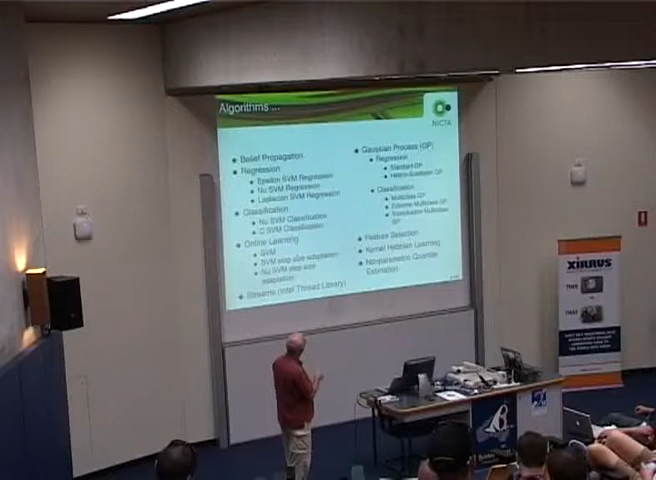 Algorithms ...
NICTA
Belief Propagation
Regression
Epsilon SVM Regression
Nu SVM Regression
Laplacian SVM Regression
Classification
Nu SVM Classification
C SVM Classification
Online Learning
SVM
SVM step size adaptation
Nu SVM step size
adaptation
Streams (Intel Thread Library)
Gaussian Process (GP)
Regression
Standard GP
Classification
Multiclass GP
Feature Selection
Kernel Hebbian Learning
Nonparametric Quantile
Estimation
XIRRUS
THIS
THAT